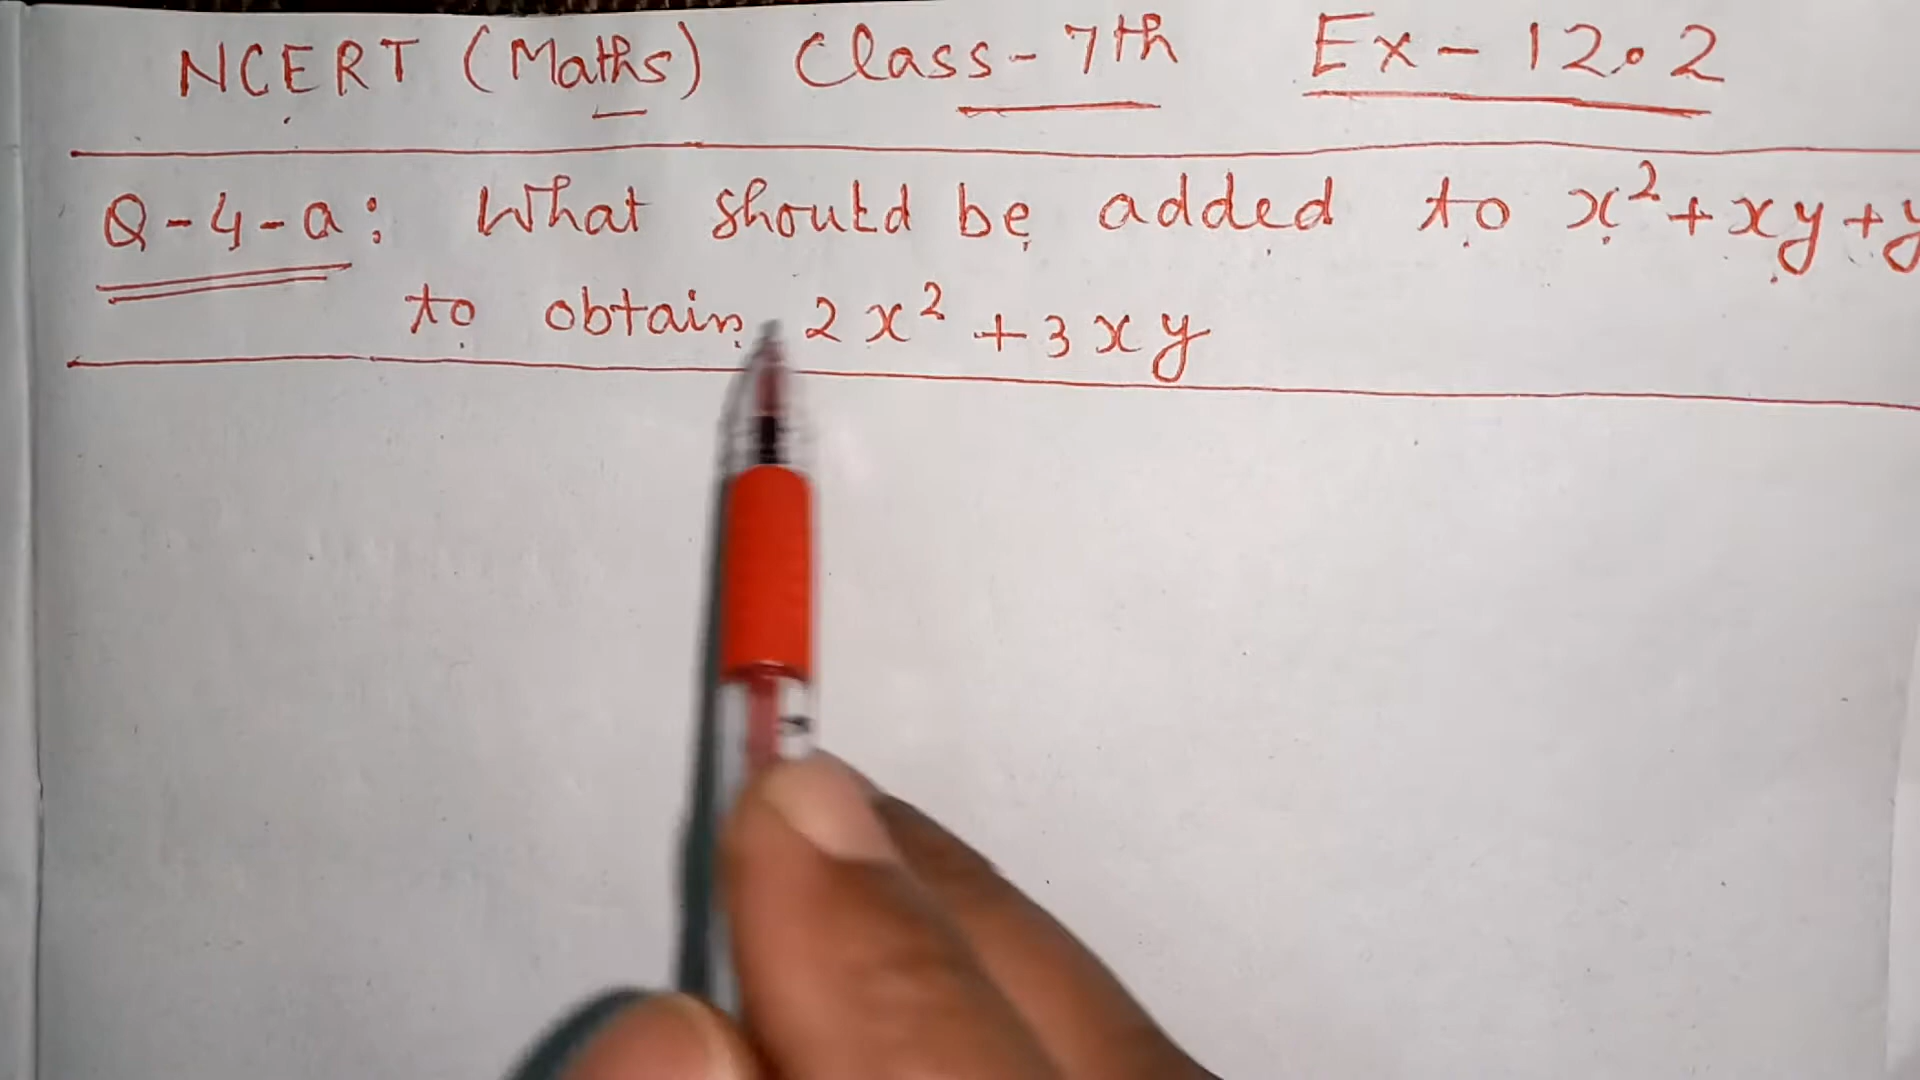 NCERT (Maths) Class-7th Ex-12.2
Q-4-a: What should be added to x²+xy+y
to obtain 2x² +3xy